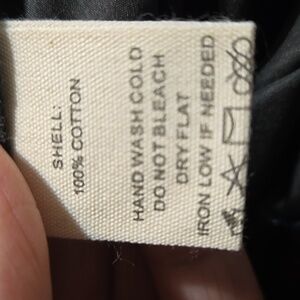 SHELL:
100% COTTON
HAND WASH COLD
DO NOT BLEACH
DRY FLAT
IRON LOW IF NEEDED